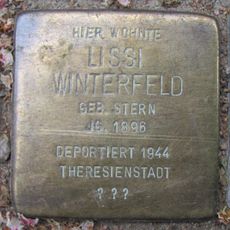 HIER WOHNTE
LISSI
WINTERFELD
GEB. STERN
JG. 1896
DEPORTIERT 1944
THERESIENSTADT
? ? ?